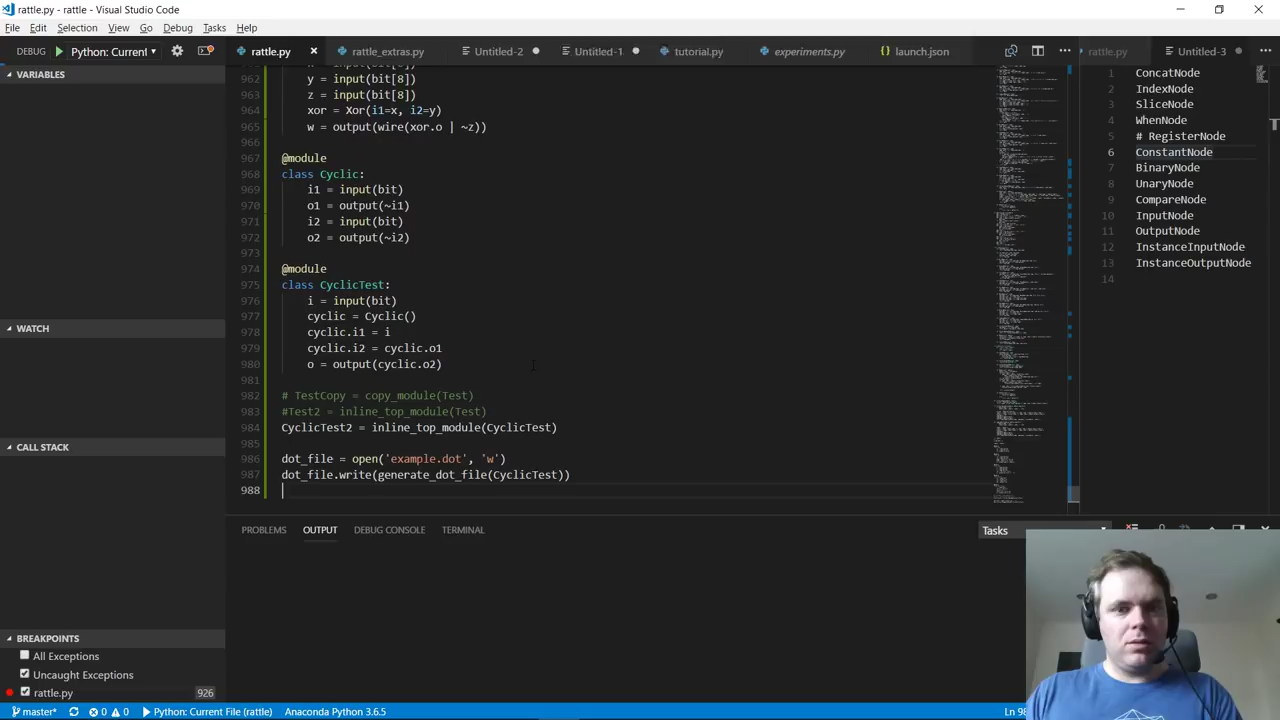 rattle.py - rattle - Visual Studio Code
File Edit Selection View Go Debug Tasks Help
DEBUG Python: Current
rattle.py rattle_extras.py Untitled-2 Untitled-1 tutorial.py experiments.py launch.json rattle.py Untitled-3
VARIABLES
WATCH
CALL STACK
BREAKPOINTS
All Exceptions
Uncaught Exceptions
rattle.py 926
962 y = input(bit[8])
963 z = input(bit[8])
964 xor = Xor(i1=x, i2=y)
965 w = output(wire(xor.o | ~z))
966
967 @module
968 class Cyclic:
969 i1 = input(bit)
970 o1 = output(~i1)
971 i2 = input(bit)
972 o2 = output(~i2)
973
974 @module
975 class CyclicTest:
976 i = input(bit)
977 cyclic = Cyclic()
978 cyclic.i1 = i
979 cyclic.i2 = cyclic.o1
980 o = output(cyclic.o2)
981
982 # TestCopy = copy_module(Test)
983 #Test2 = inline_top_module(Test)
984 CyclicTest2 = inline_top_module(CyclicTest)
985
986 dot_file = open('example.dot', 'w')
987 dot_file.write(generate_dot_file(CyclicTest))
988
1 ConcatNode
2 IndexNode
3 SliceNode
4 WhenNode
5 # RegisterNode
6 ConstantNode
7 BinaryNode
8 UnaryNode
9 CompareNode
10 InputNode
11 OutputNode
12 InstanceInputNode
13 InstanceOutputNode
14
PROBLEMS OUTPUT DEBUG CONSOLE TERMINAL Tasks
master* 0 0 Python: Current File (rattle) Anaconda Python 3.6.5 Ln 98